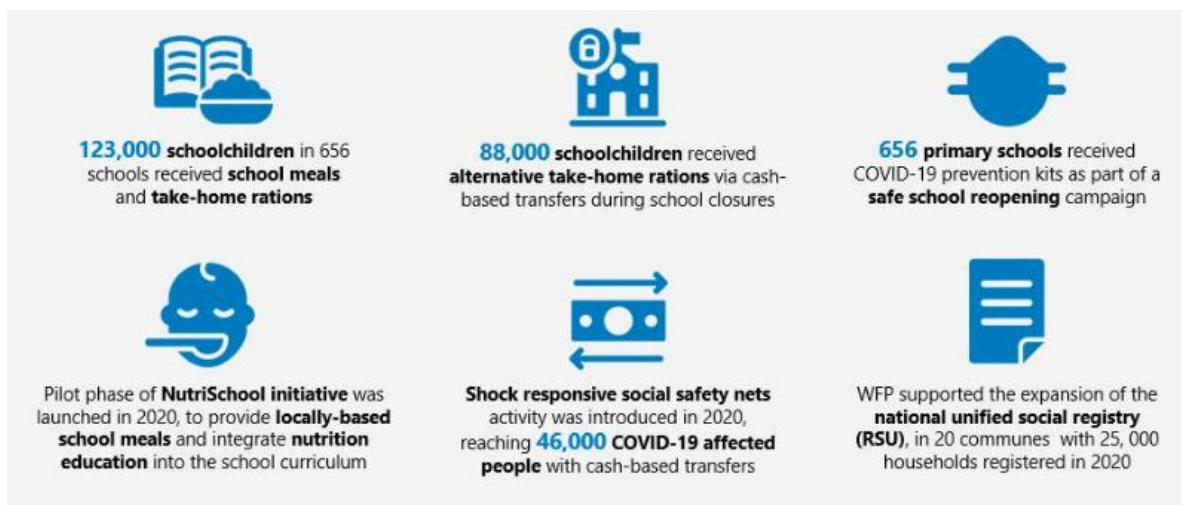 123,000 schoolchildren in 656
schools received school meals
and take-home rations
88,000 schoolchildren received
alternative take-home rations via cash-
based transfers during school closures
656 primary schools received
COVID-19 prevention kits as part of a
safe school reopening campaign
Pilot phase of NutriSchool initiative was
launched in 2020, to provide locally-based
school meals and integrate nutrition
education into the school curriculum
Shock responsive social safety nets
activity was introduced in 2020,
reaching 46,000 COVID-19 affected
people with cash-based transfers
WFP supported the expansion of the
national unified social registry
(RSU), in 20 communes with 25, 000
households registered in 2020